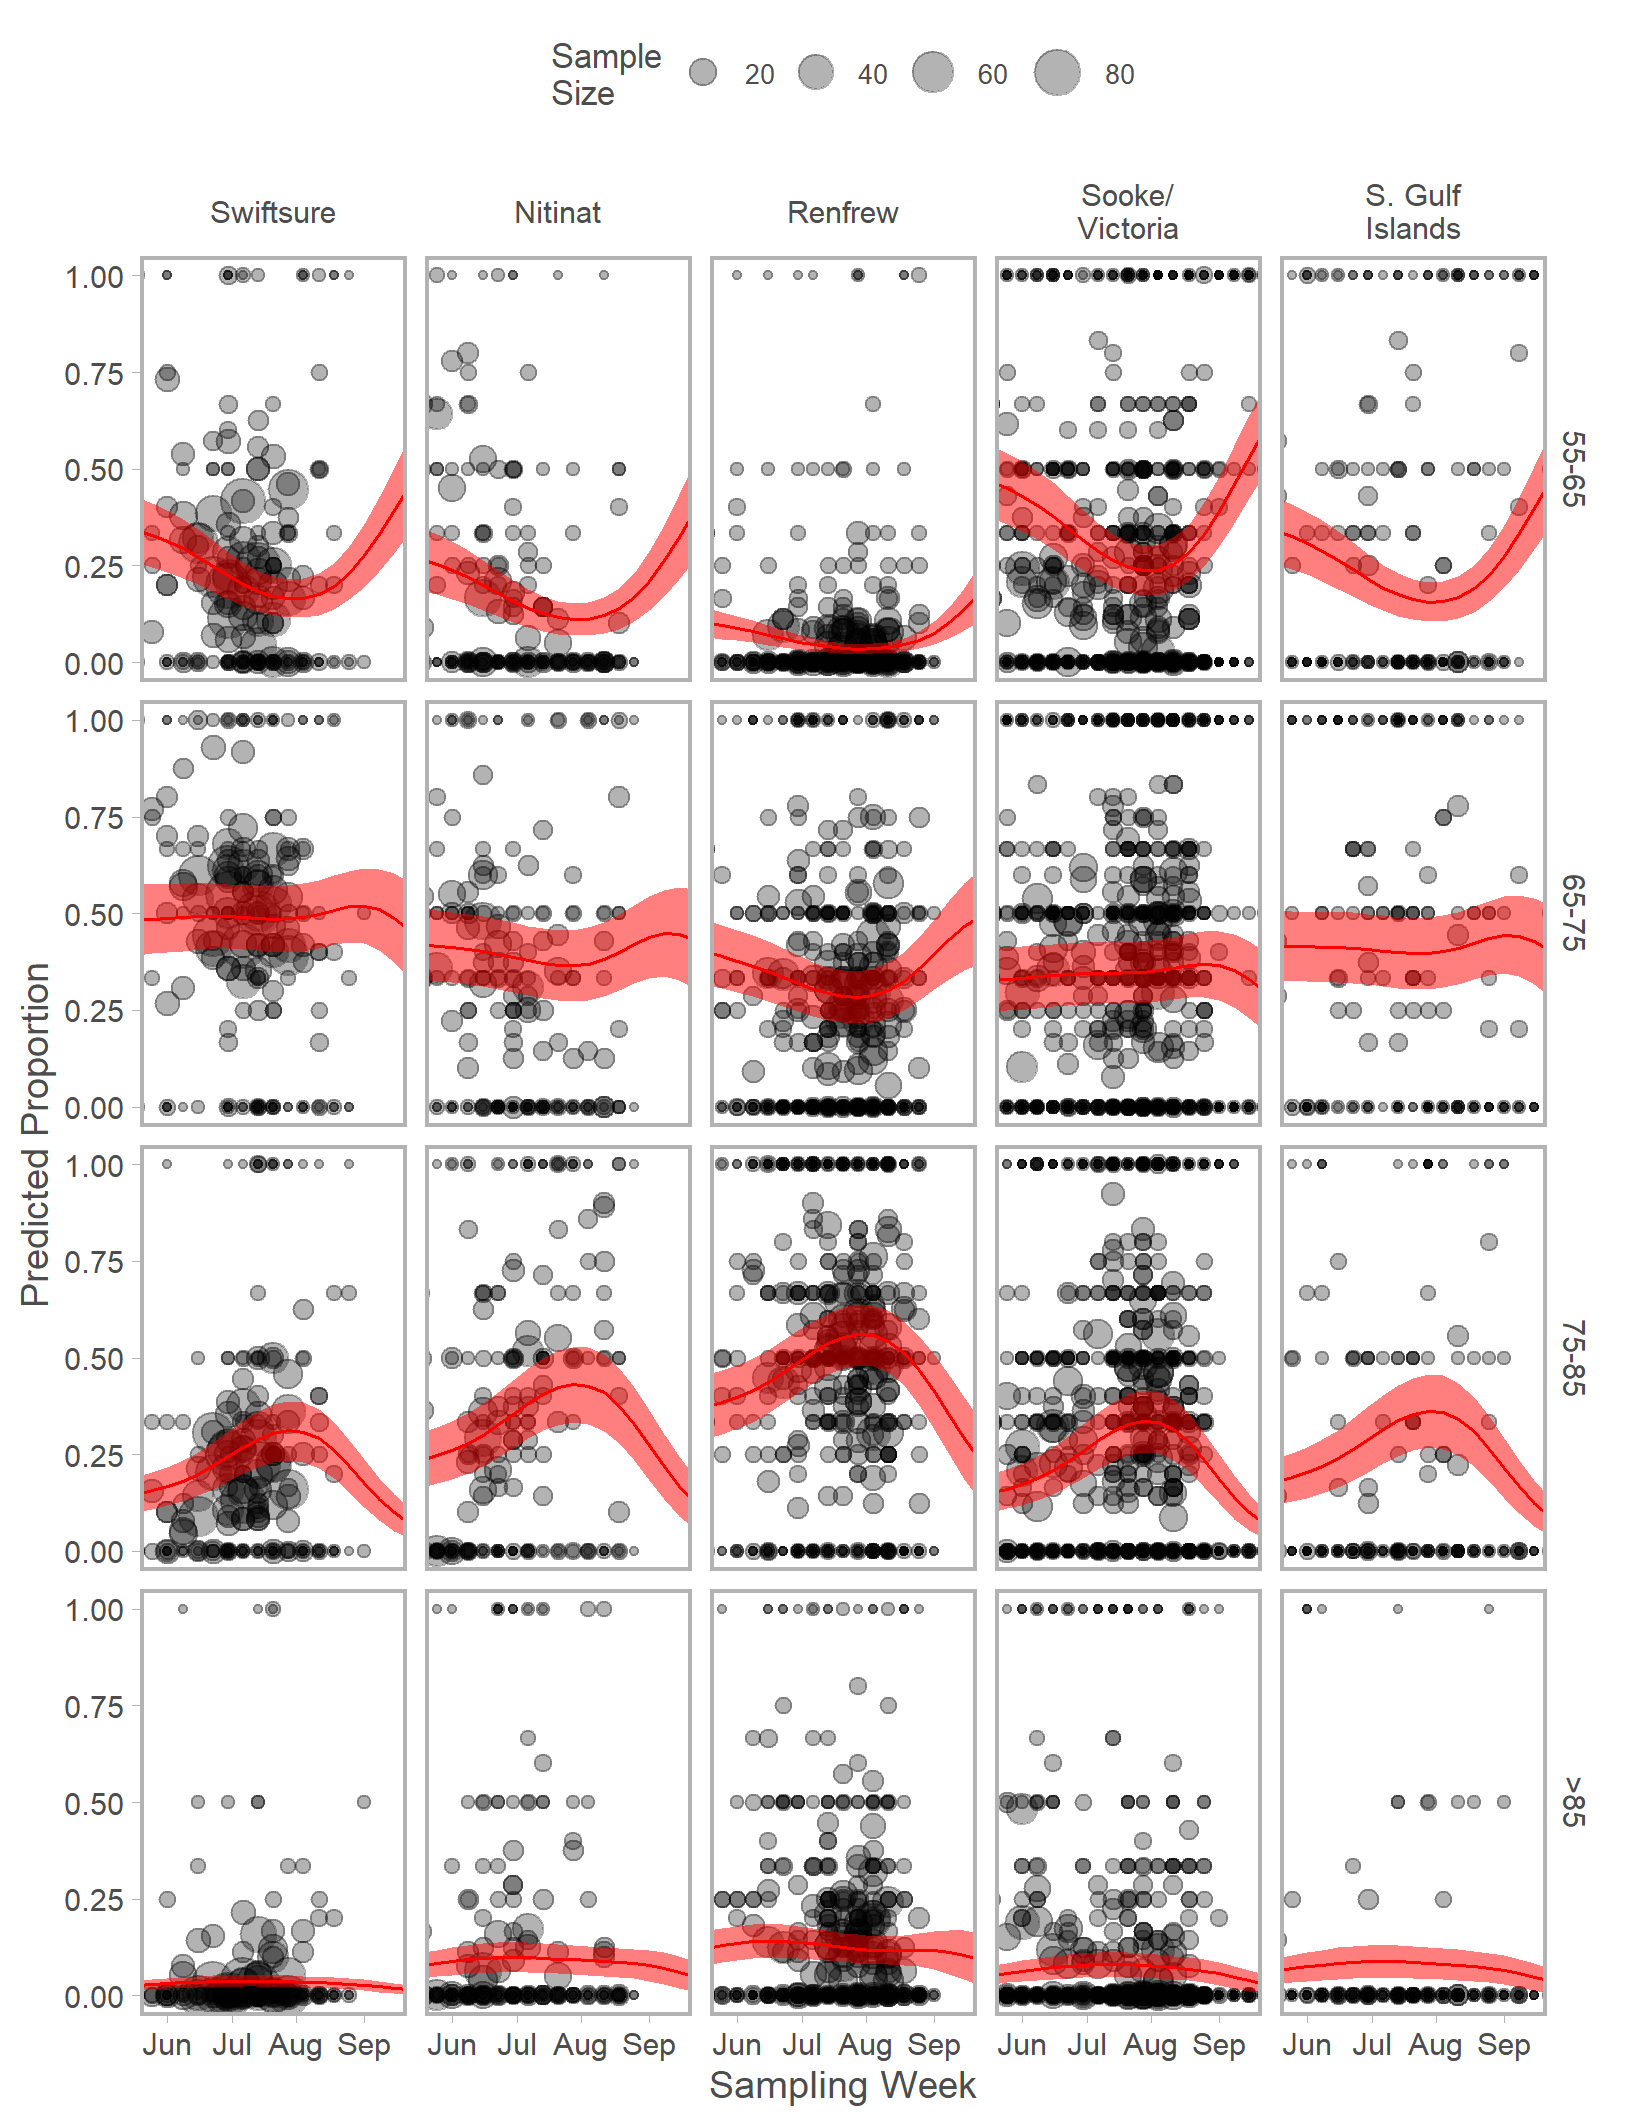 Sample
Size
20 40 60 80
Swiftsure Nitinat Renfrew Sooke/
Victoria S. Gulf
Islands
1.00
0.75
0.50
0.25
0.00
55-65
1.00
0.75
0.50
0.25
0.00
65-75
1.00
0.75
0.50
0.25
0.00
75-85
1.00
0.75
0.50
0.25
0.00
>85
Predicted Proportion
Jun Jul Aug Sep Jun Jul Aug Sep Jun Jul Aug Sep Jun Jul Aug Sep Jun Jul Aug Sep
Sampling Week